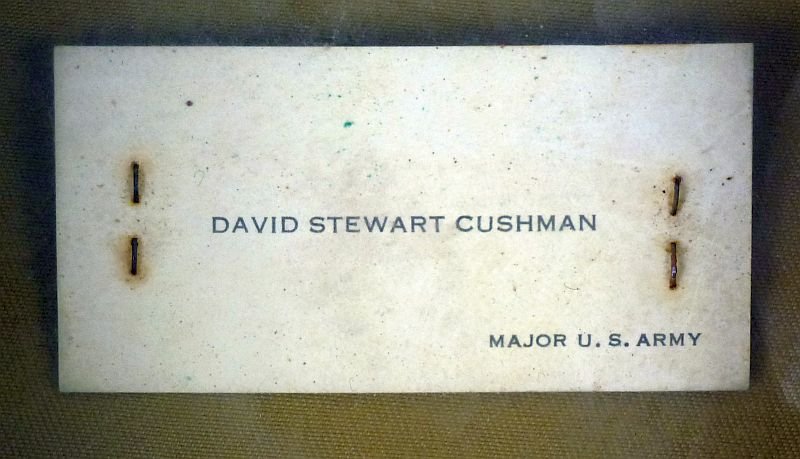 DAVID STEWART CUSHMAN
MAJOR U. S. ARMY